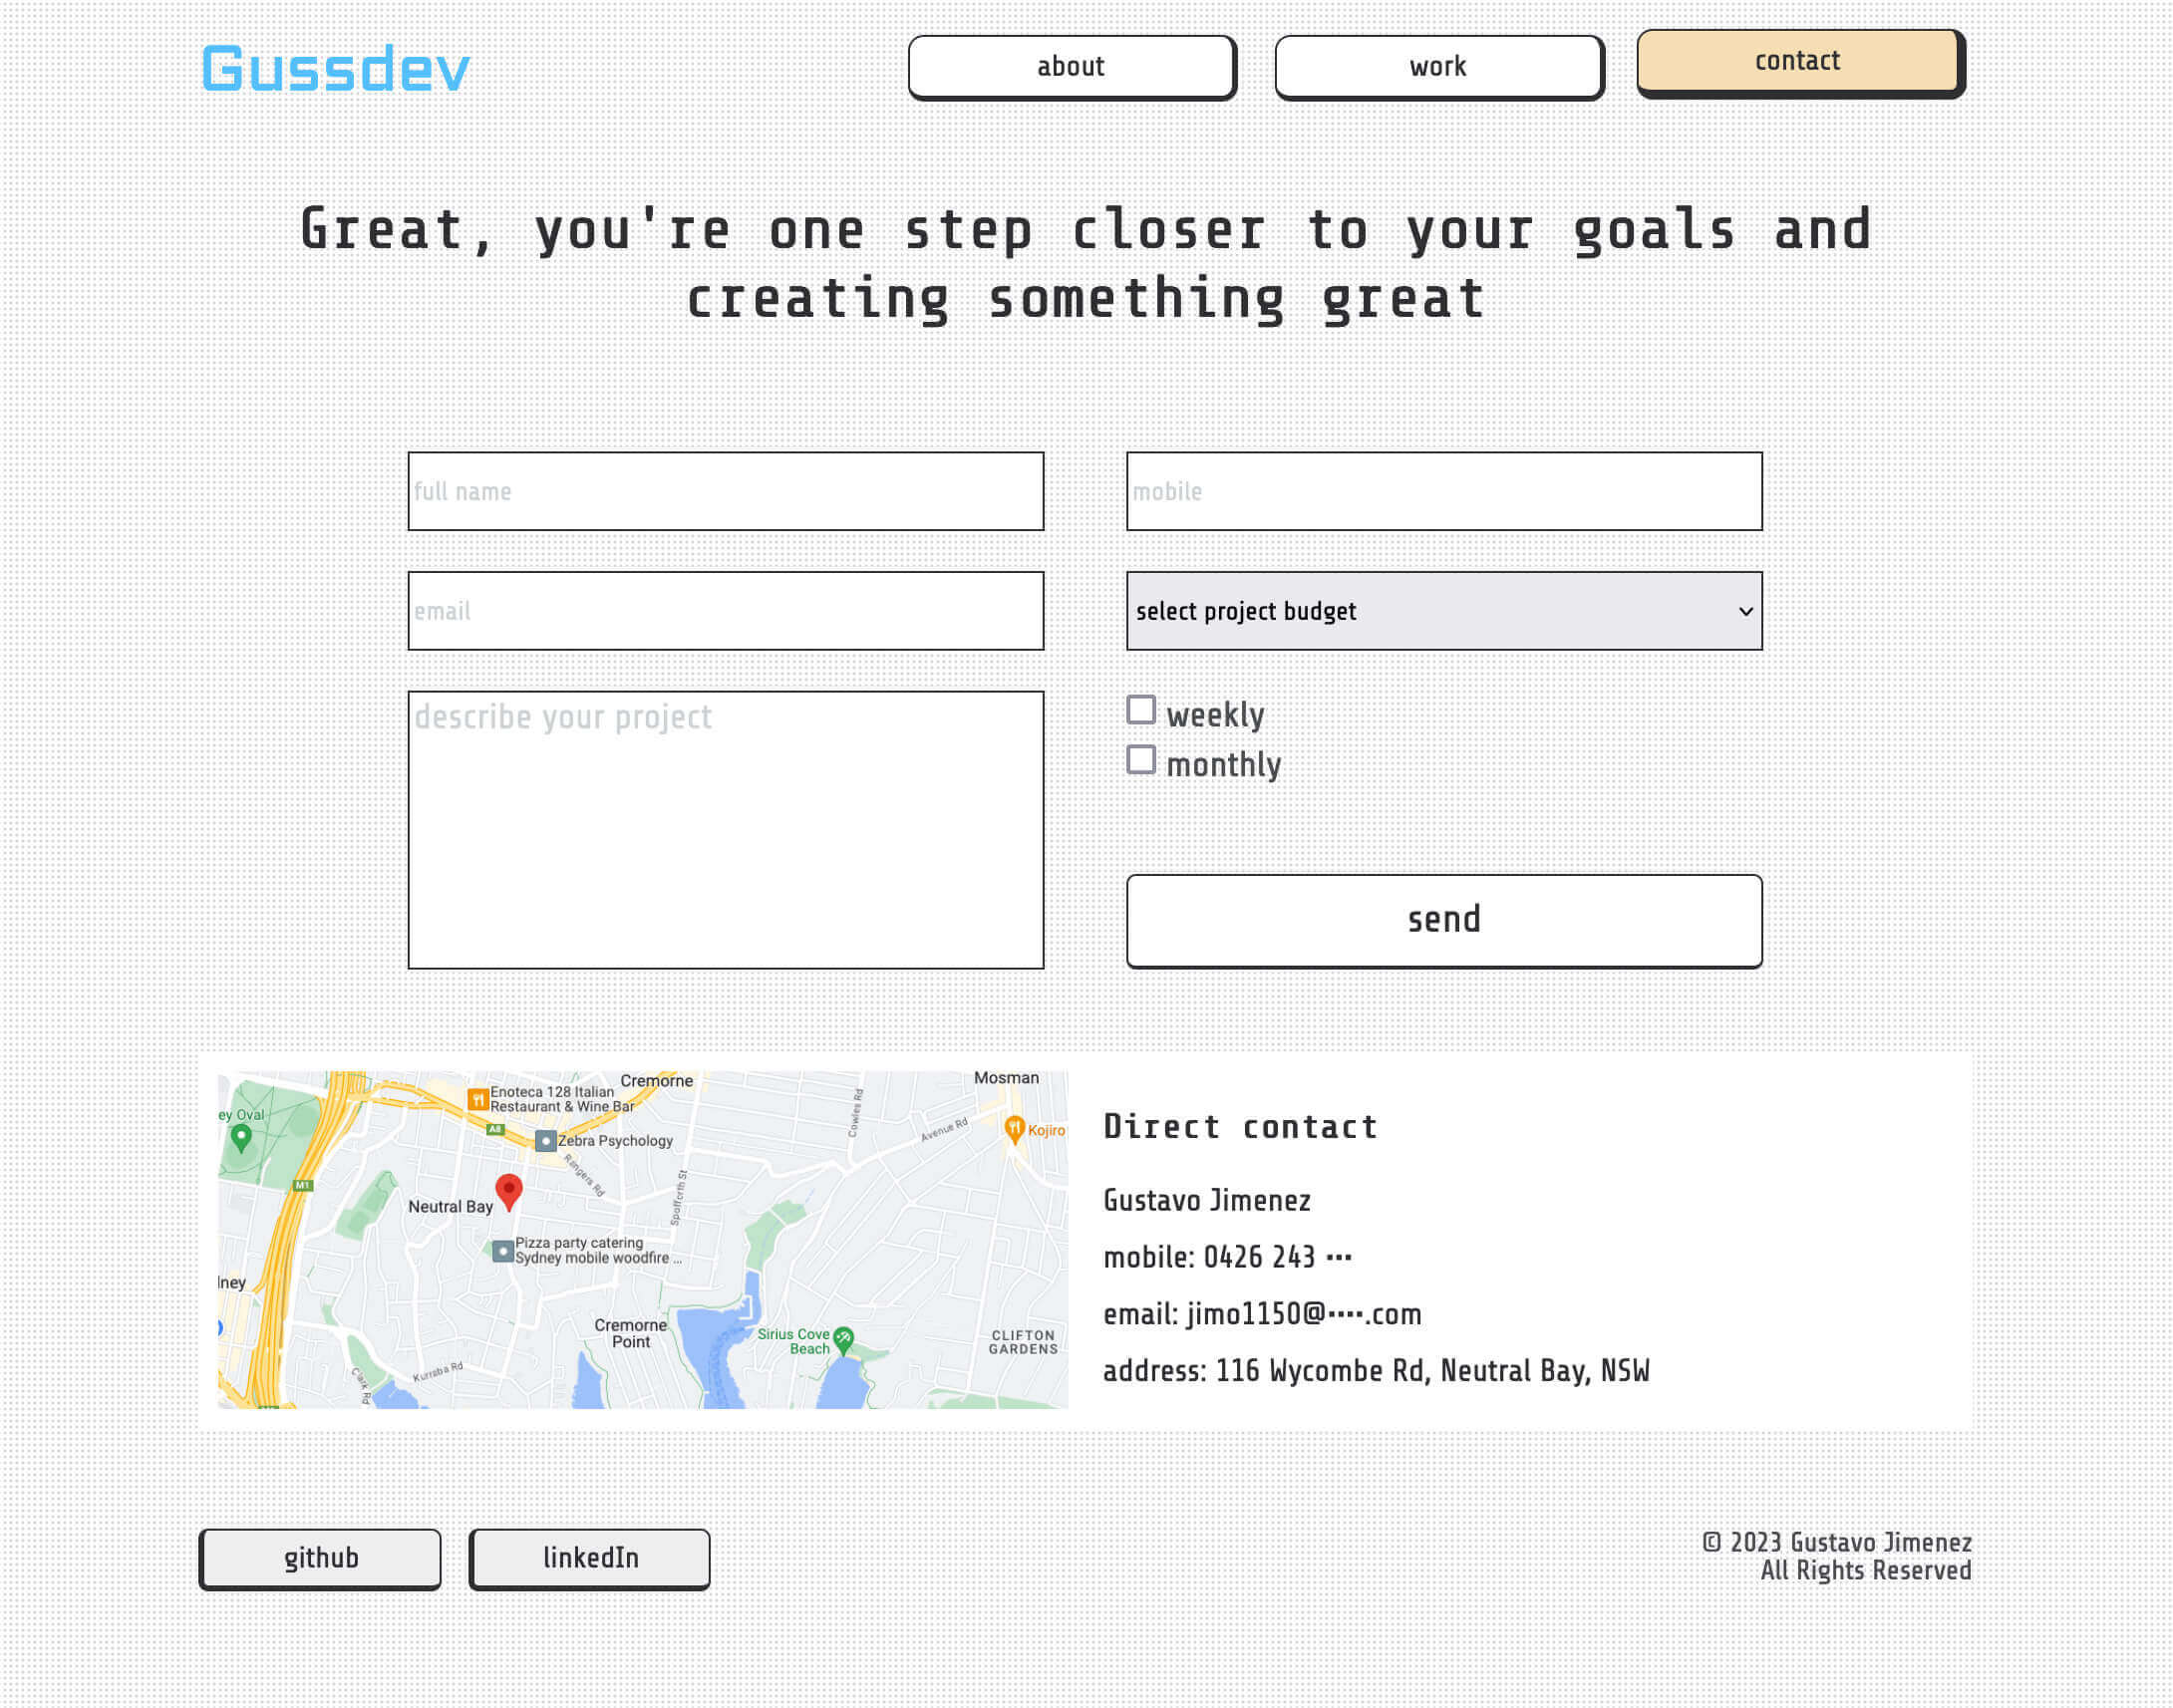 Gussdev
about
work
contact
Great, you're one step closer to your goals and
creating something great
full name
mobile
email
select project budget
describe your project
weekly
monthly
send
Cremorne
Mosman
Enoteca 128 Italian
Restaurant & Wine Bar
ey Oval
A8
Zebra Psychology
Cowles Rd
Avenue Rd
Kojiro
Rangers Rd
M1
Spofforth St
Neutral Bay
Pizza party catering
Sydney mobile woodfire ...
lney
Cremorne
Point
Sirius Cove
Beach
CLIFTON
GARDENS
Kurraba Rd
Clark Rd
Direct contact
Gustavo Jimenez
mobile: 0426 243 ···
email: jimo1150@····.com
address: 116 Wycombe Rd, Neutral Bay, NSW
github
linkedIn
© 2023 Gustavo Jimenez
All Rights Reserved